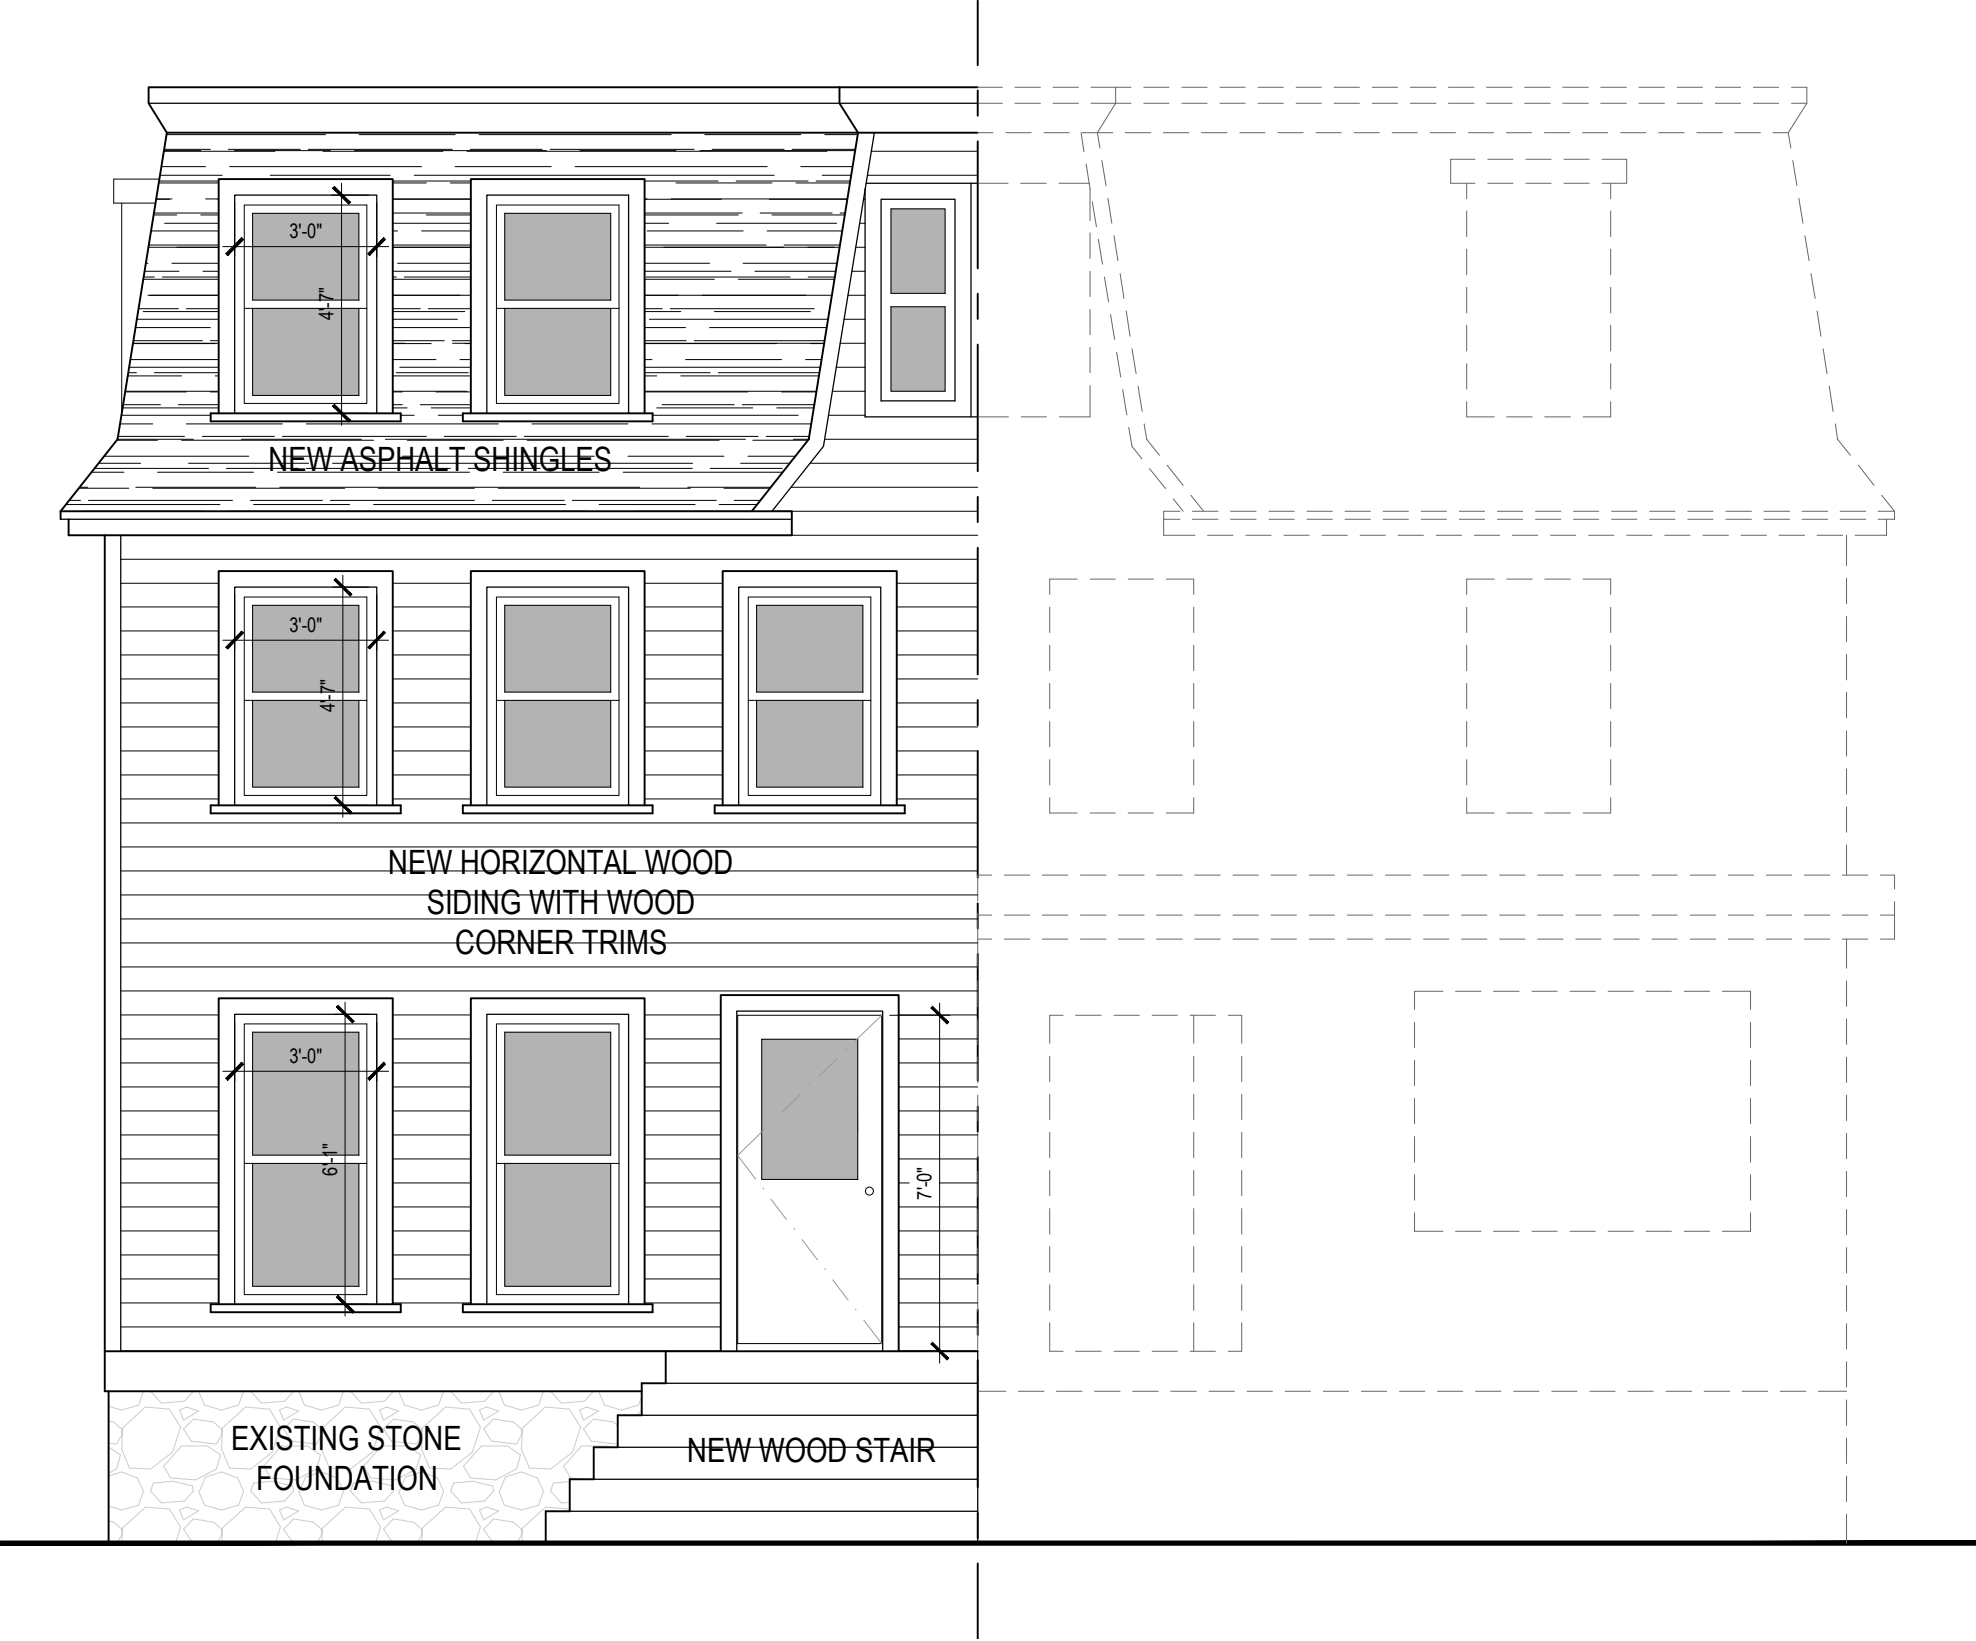 3'-0"
4'-7"
NEW ASPHALT SHINGLES
3'-0"
4'-7"
NEW HORIZONTAL WOOD
SIDING WITH WOOD
CORNER TRIMS
3'-0"
6'-1"
7'-0"
EXISTING STONE
FOUNDATION
NEW WOOD STAIR